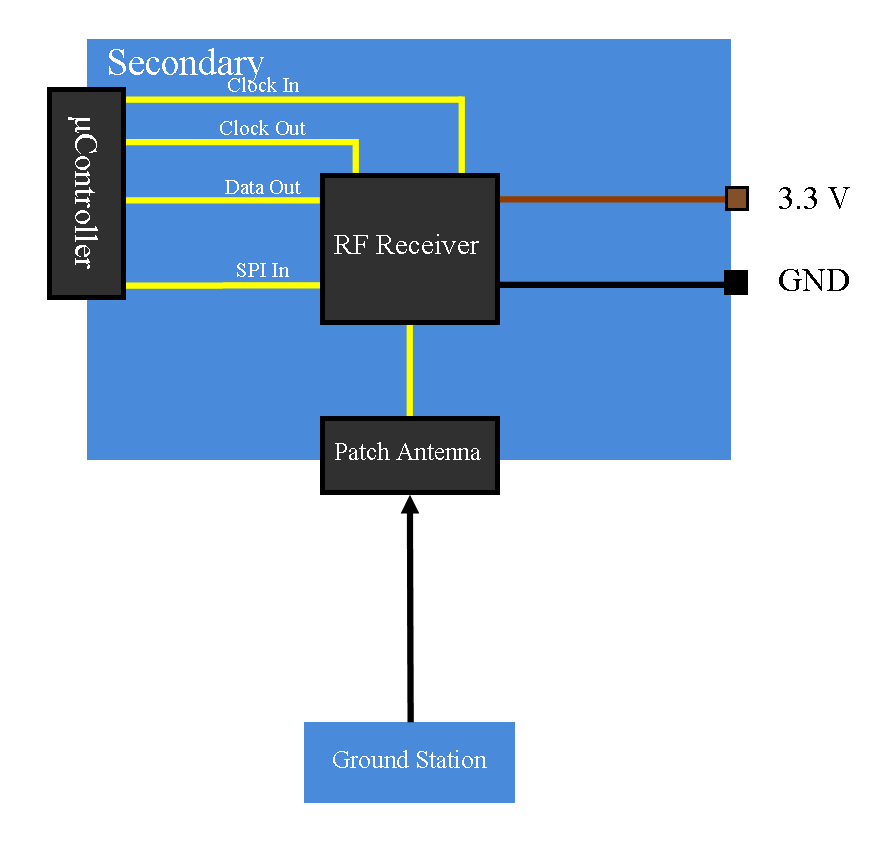 Secondary
Clock In
Clock Out
μController
Data Out
3.3 V
RF Receiver
SPI In
GND
Patch Antenna
Ground Station